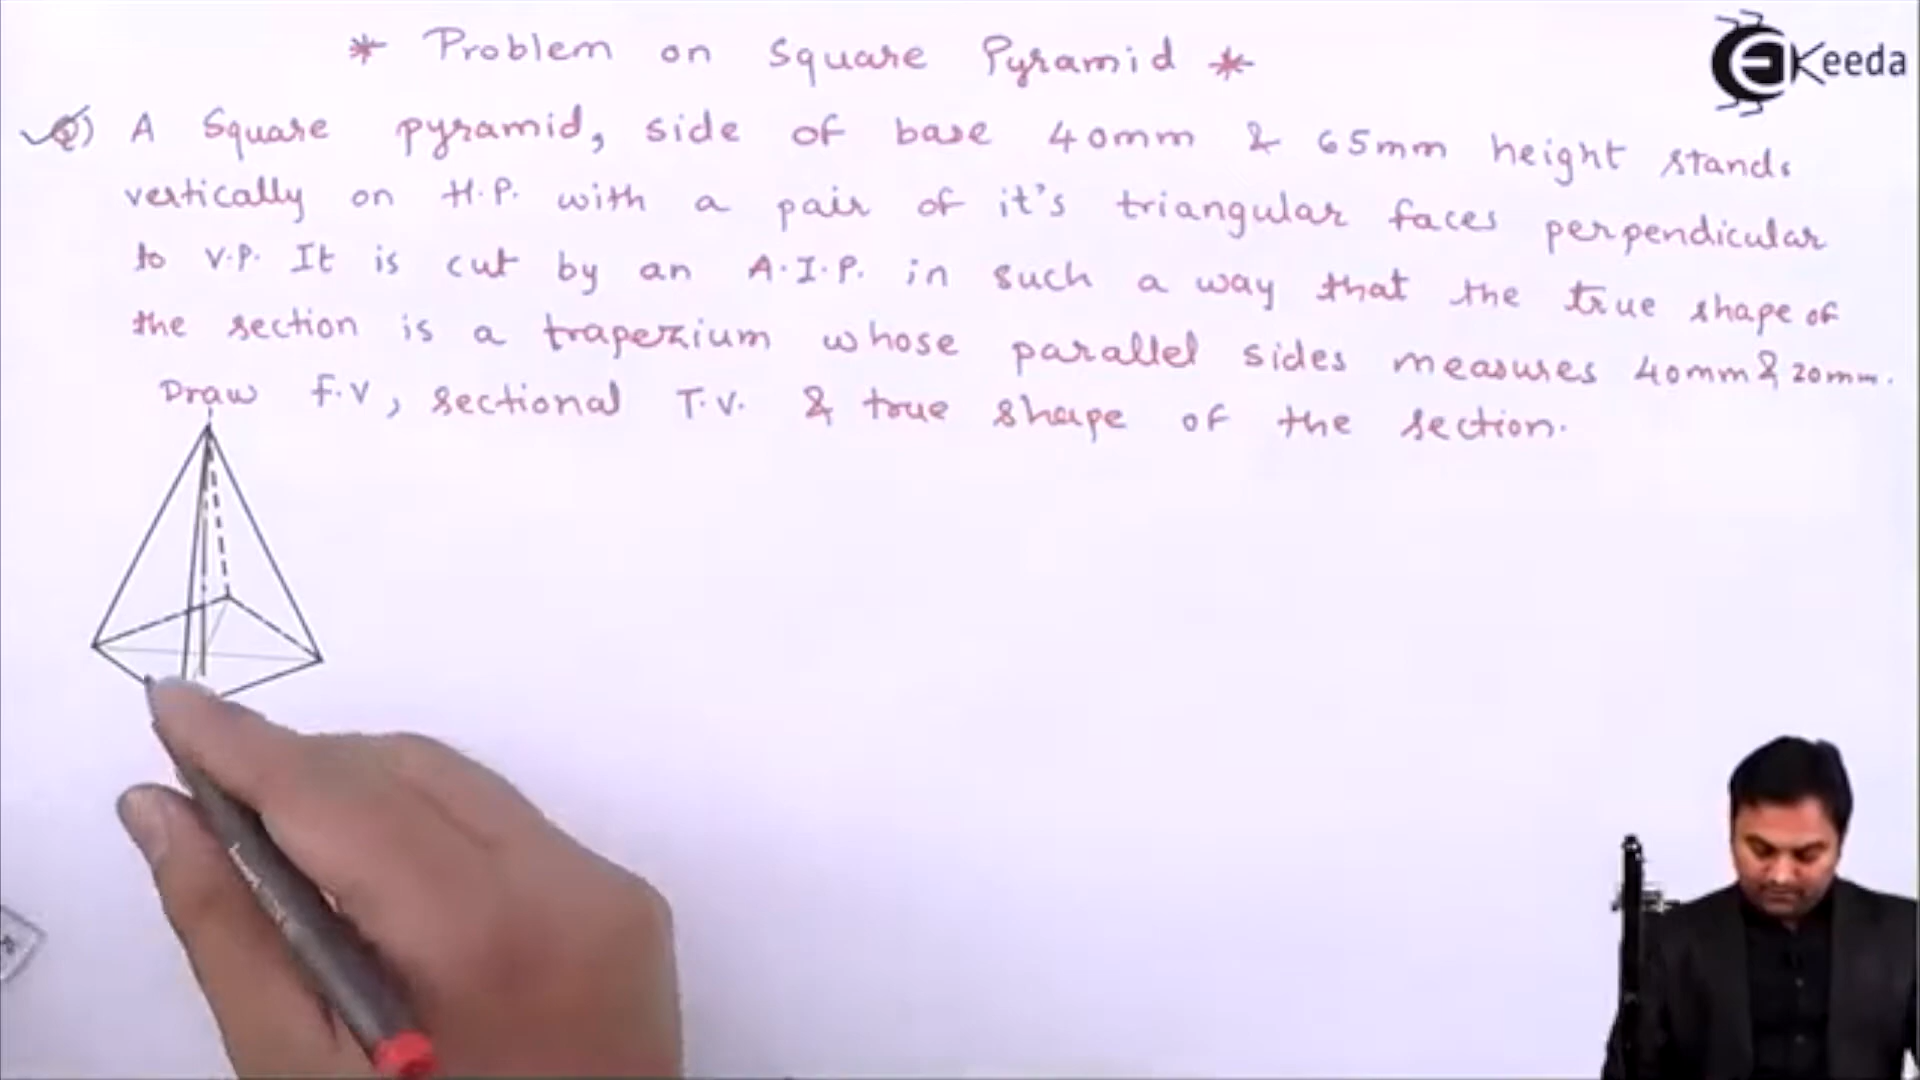 * Problem on Square Pyramid *
EKeeda
Q) A Square pyramid, side of base 40mm & 65mm height stands
vertically on H.P. with a pair of it's triangular faces perpendicular
to V.P. It is cut by an A.I.P. in such a way that the true shape of
the section is a trapezium whose parallel sides measures 40mm & 20mm.
Draw F.V, sectional T.V. & true shape of the section.